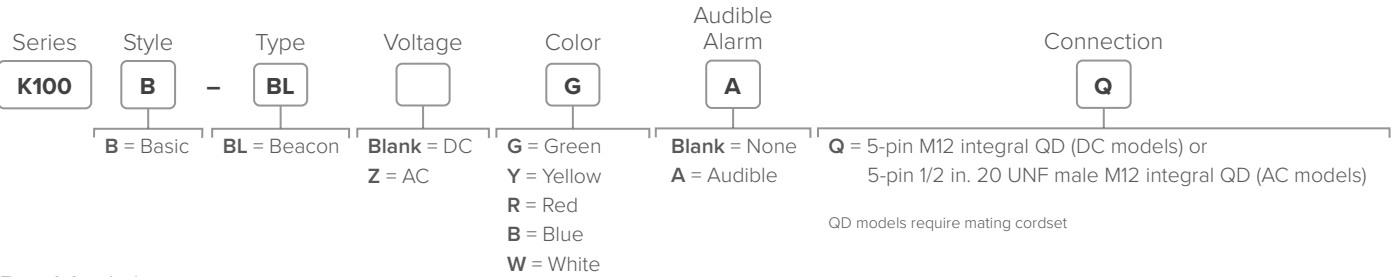 Series Style Type Voltage Color Audible Alarm Connection
K100 B – BL G A Q
B = Basic BL = Beacon Blank = DC G = Green Blank = None Q = 5-pin M12 integral QD (DC models) or
Z = AC Y = Yellow A = Audible 5-pin 1/2 in. 20 UNF male M12 integral QD (AC models)
R = Red
B = Blue QD models require mating cordset
W = White